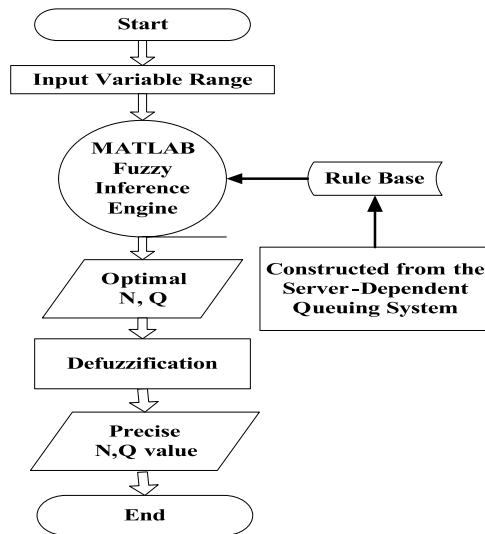 Start
Input Variable Range
MATLAB
Fuzzy
Inference
Engine
Rule Base
Constructed from the
Server-Dependent
Queuing System
Optimal
N, Q
Defuzzification
Precise
N,Q value
End